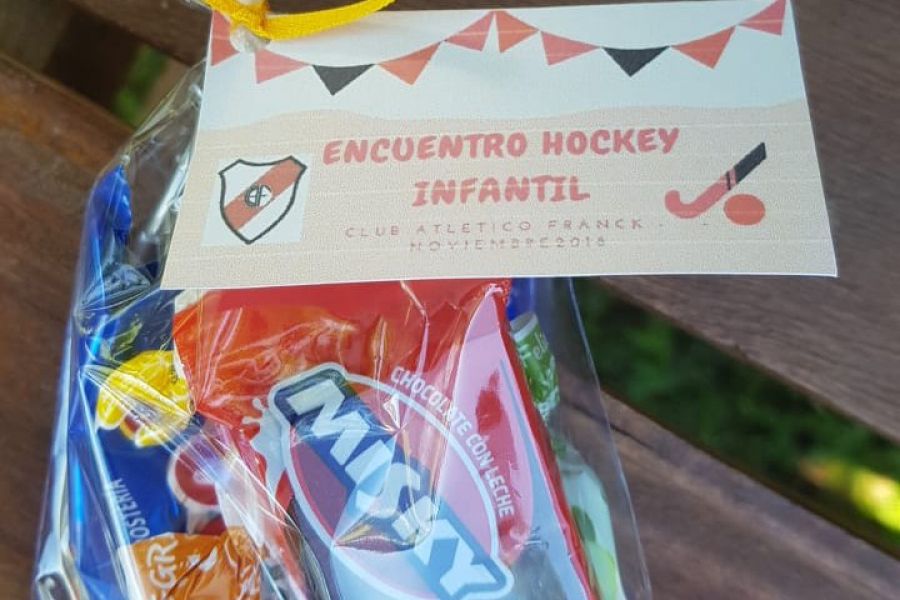 ENCUENTRO HOCKEY
INFANTIL
CLUB ATLETICO FRANCK
NOVIEMBRE 2018
CHOCOLATE CON LECHE
MISKY